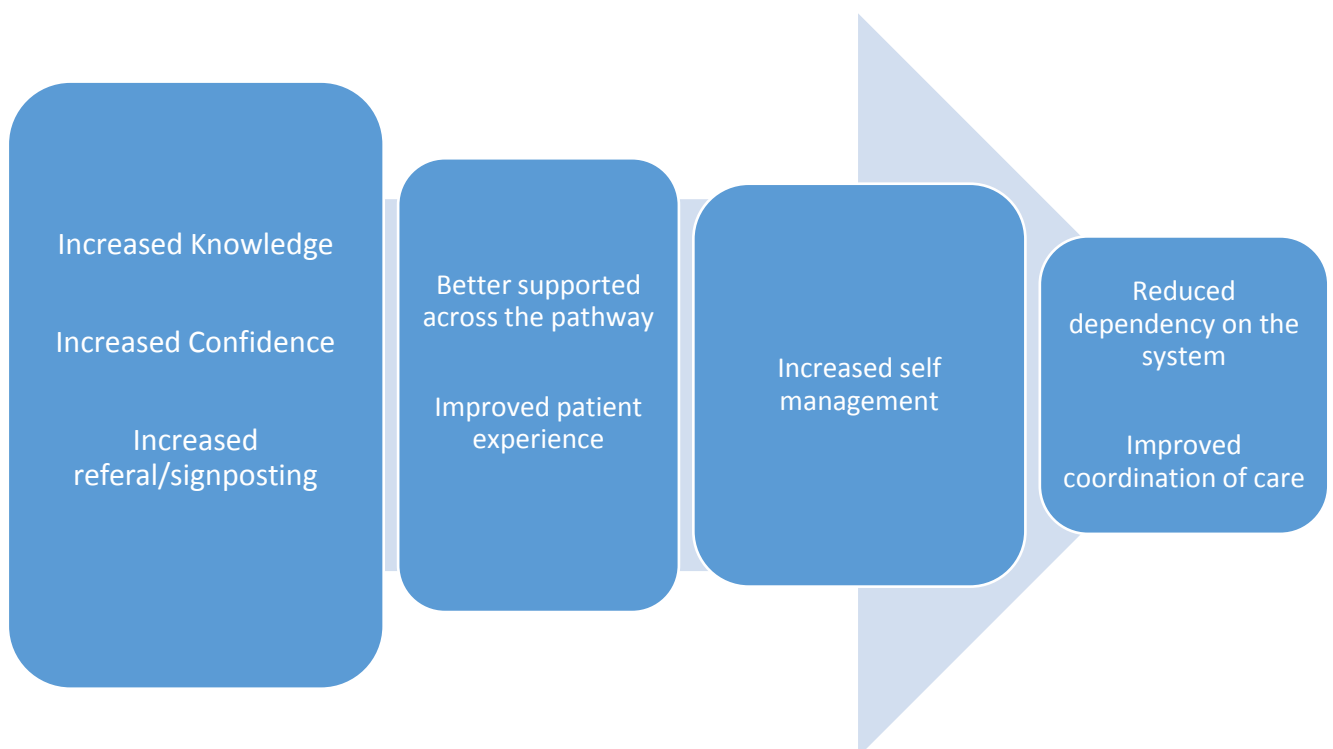 Increased Knowledge
Increased Confidence
Increased
referal/signposting
Better supported
across the pathway
Improved patient
experience
Increased self
management
Reduced
dependency on the
system
Improved
coordination of care